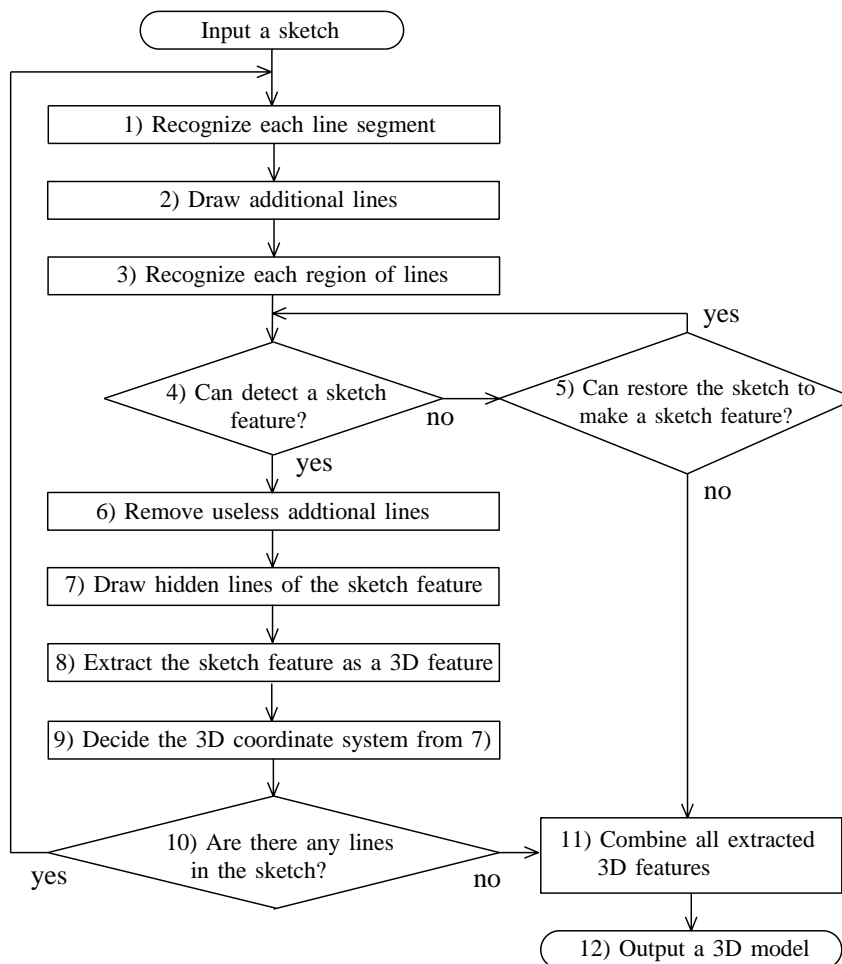 Input a sketch
1) Recognize each line segment
2) Draw additional lines
3) Recognize each region of lines
yes
4) Can detect a sketch
feature?
no
5) Can restore the sketch to
make a sketch feature?
yes
no
6) Remove useless addtional lines
7) Draw hidden lines of the sketch feature
8) Extract the sketch feature as a 3D feature
9) Decide the 3D coordinate system from 7)
10) Are there any lines
in the sketch?
yes
no
11) Combine all extracted
3D features
12) Output a 3D model